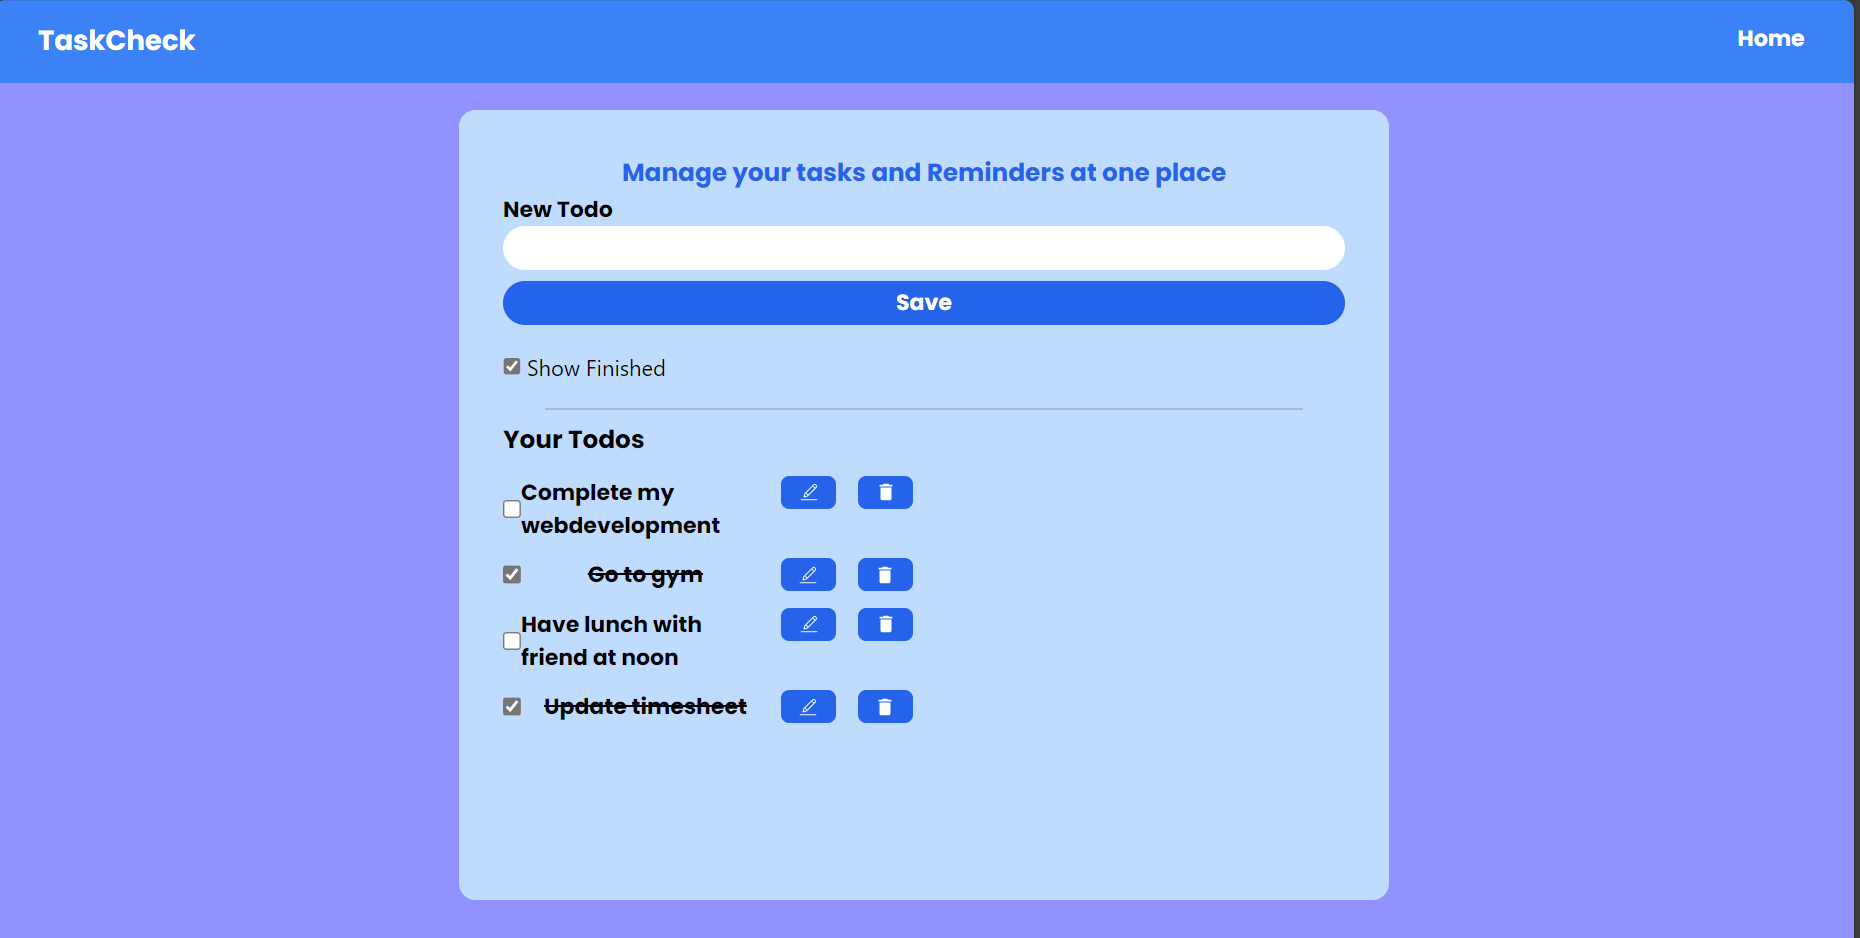 TaskCheck
Home
Manage your tasks and Reminders at one place
New Todo
Save
Show Finished
Your Todos
Complete my
webdevelopment
Go to gym
Have lunch with
friend at noon
Update timesheet